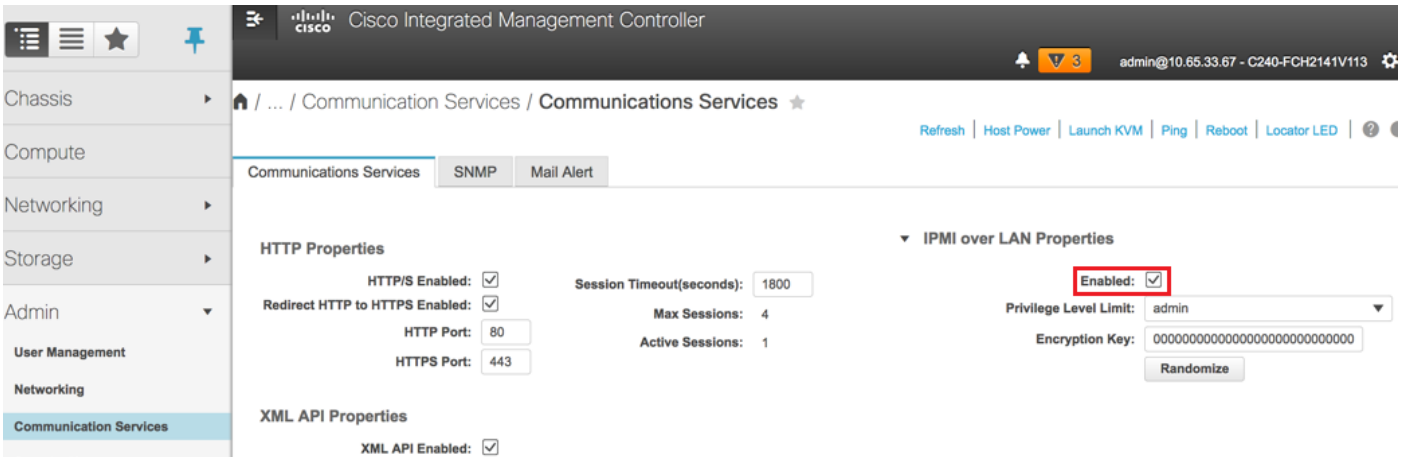 cisco Cisco Integrated Management Controller
3 admin@10.65.33.67 - C240-FCH2141V113
Chassis
Compute
Networking
Storage
Admin
User Management
Networking
Communication Services
/ ... / Communication Services / Communications Services
Refresh | Host Power | Launch KVM | Ping | Reboot | Locator LED | ?
Communications Services SNMP Mail Alert
HTTP Properties
HTTP/S Enabled:
Redirect HTTP to HTTPS Enabled:
HTTP Port: 80
HTTPS Port: 443
Session Timeout(seconds): 1800
Max Sessions: 4
Active Sessions: 1
IPMI over LAN Properties
Enabled:
Privilege Level Limit: admin
Encryption Key: 0000000000000000000000000000
Randomize
XML API Properties
XML API Enabled: